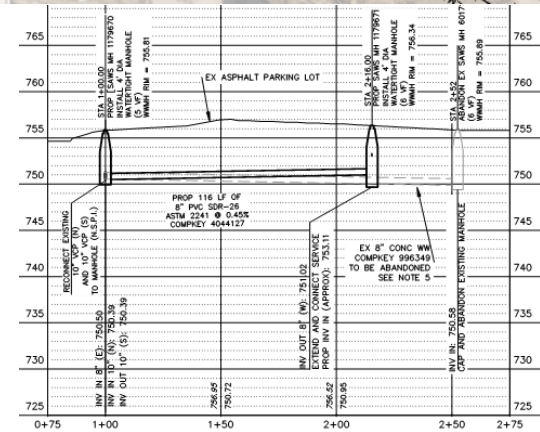 765
760
755
750
745
740
735
730
725
STA 1+00.00
PROP (SAWS MH 1179670
INSTALL 4' DIA
WATERTIGHT MANHOLE
(5 VF)
WWMH RIM = 755.81
EX ASPHALT PARKING LOT
STA 2+16.00
PROP SAWS MH 1179671
INSTALL 4' DIA
WATERTIGHT MANHOLE
(6 VF)
WWMH RIM = 756.34
STA 2+52
ABANDON EX SAWS MH 6017
(6 VF)
WWMH RIM = 755.89
765
760
755
750
745
740
735
730
725
PROP 116 LF OF
8" PVC SDR-26
ASTM 2241 @ 0.45%
COMPKEY 4044127
RECONNECT EXISTING
10" VCP (N)
AND 10" VCP (S)
TO MANHOLE (N.S.P.I.)
EX 8" CONC WW
COMPKEY 996349
TO BE ABANDONED
SEE NOTE 5
INV IN 8" (E): 750.50
INV IN 10" (N): 750.39
INV OUT 10" (S): 750.39
INV OUT 8" (W): 751.02
EXTEND AND CONNECT SERVICE
PROP INV IN (APPROX): 753.11
INV IN: 750.58
CAP AND ABANDON EXISTING MANHOLE
756.95
750.72
756.52
750.95
0+75
1+00
1+50
2+00
2+50
2+75